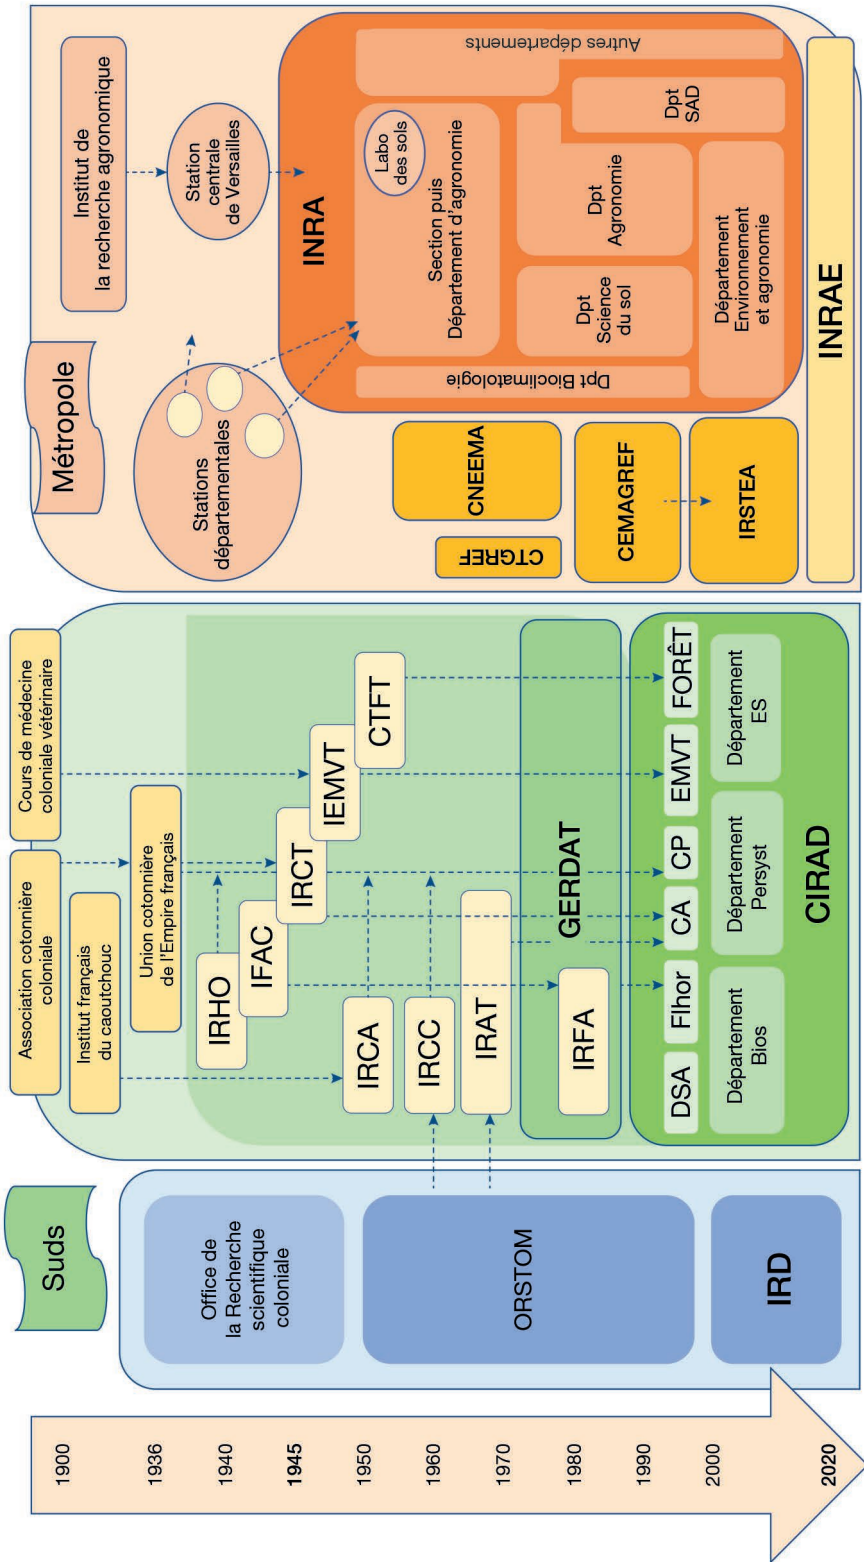 1900
1936
1940
1945
1950
1960
1970
1980
1990
2000
2020
Suds
Office de
la Recherche
scientifique
coloniale
ORSTOM
IRD
Association cotonnière
coloniale
Cours de médecine
coloniale vétérinaire
Institut français
du caoutchouc
Union cotonnière
de l'Empire français
IRHO
IFAC
IRCT
IEMVT
CTFT
IRCA
IRCC
IRAT
GERDAT
IRFA
DSA
Flhor
CA
CP
EMVT
FORÊT
Département
Bios
Département
Persyst
Département
ES
CIRAD
Métropole
Institut de
la recherche agronomique
Station
centrale
de Versailles
Stations
départementales
INRA
Section puis
Département d'agronomie
Labo
des sols
Autres départements
Dpt Bioclimatologie
Dpt
Science
du sol
Dpt
Agronomie
Dpt
SAD
Département
Environnement
et agronomie
CTGREF
CNEEMA
CEMAGREF
IRSTEA
INRAE